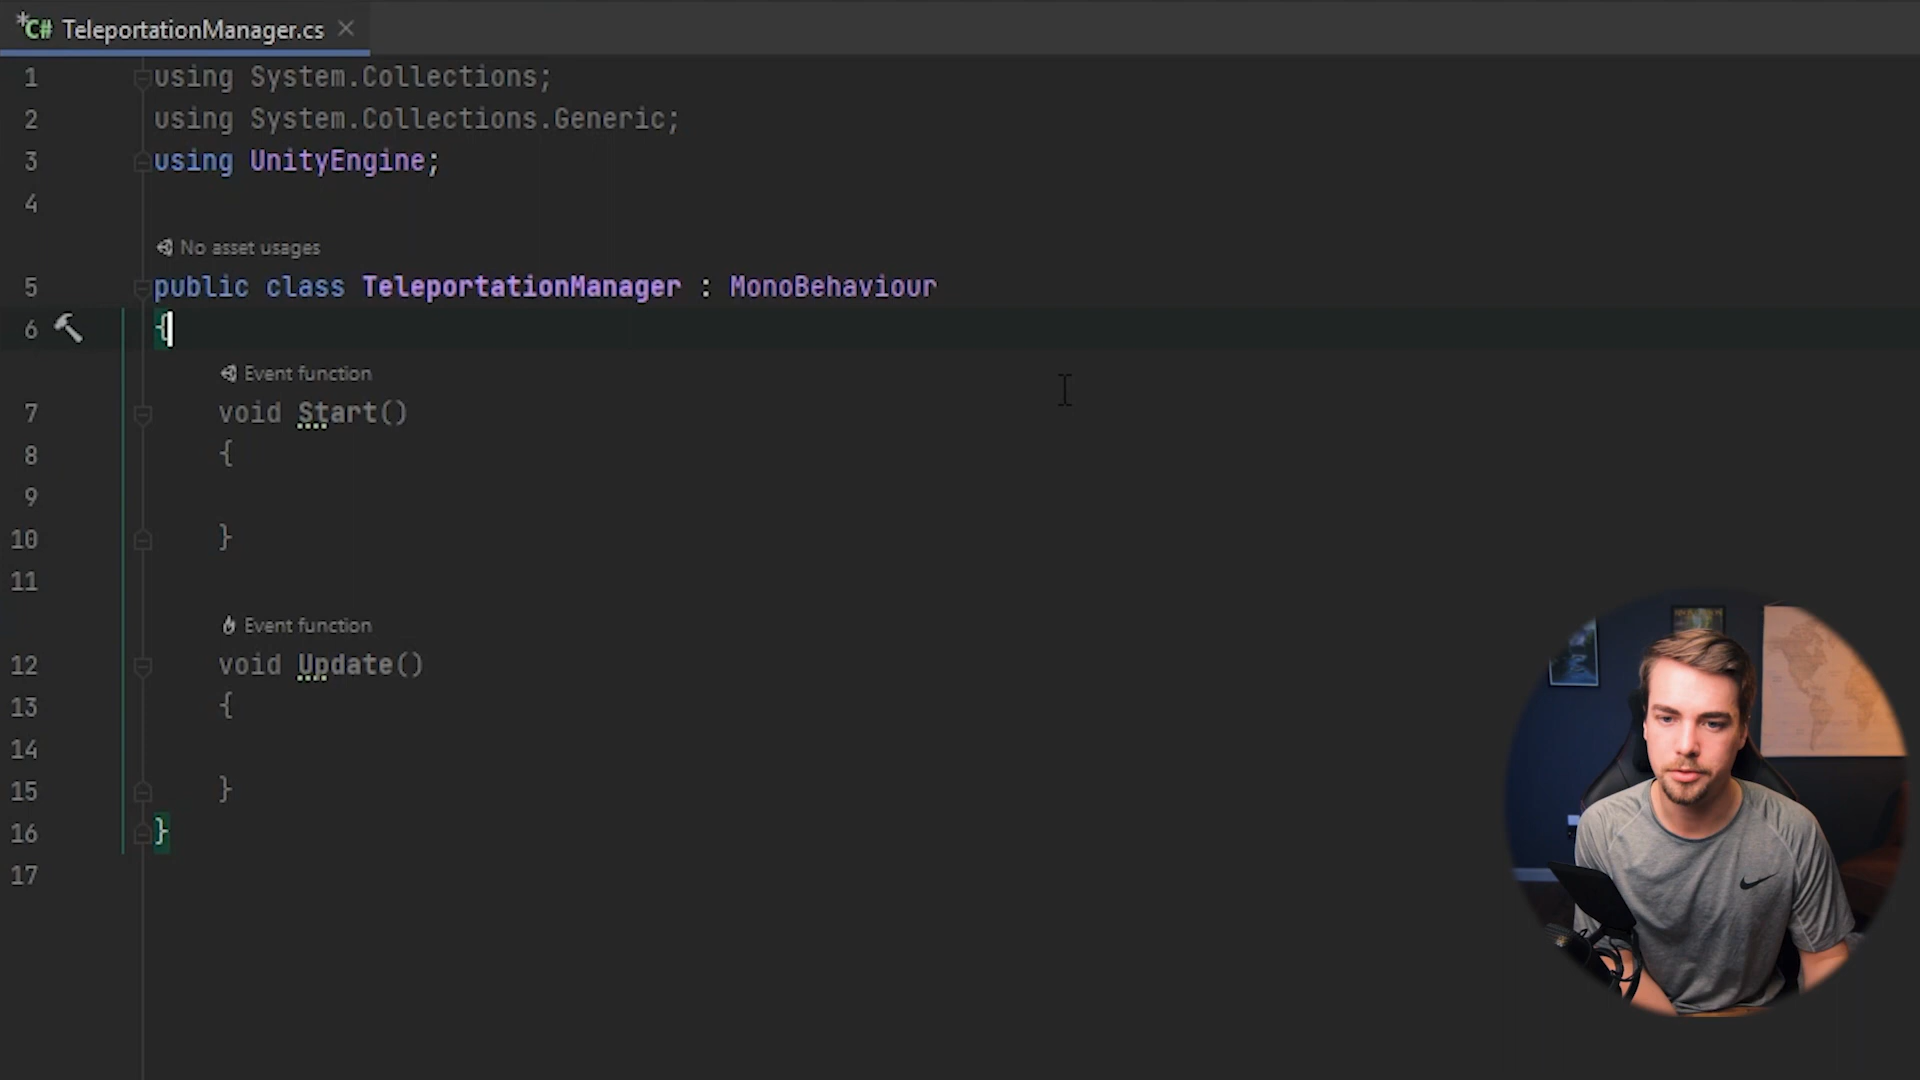 C# TeleportationManager.cs
1 using System.Collections;
2 using System.Collections.Generic;
3 using UnityEngine;
4
No asset usages
5 public class TeleportationManager : MonoBehaviour
6 {
Event function
7 void Start()
8 {
9
10 }
11
Event function
12 void Update()
13 {
14
15 }
16 }
17